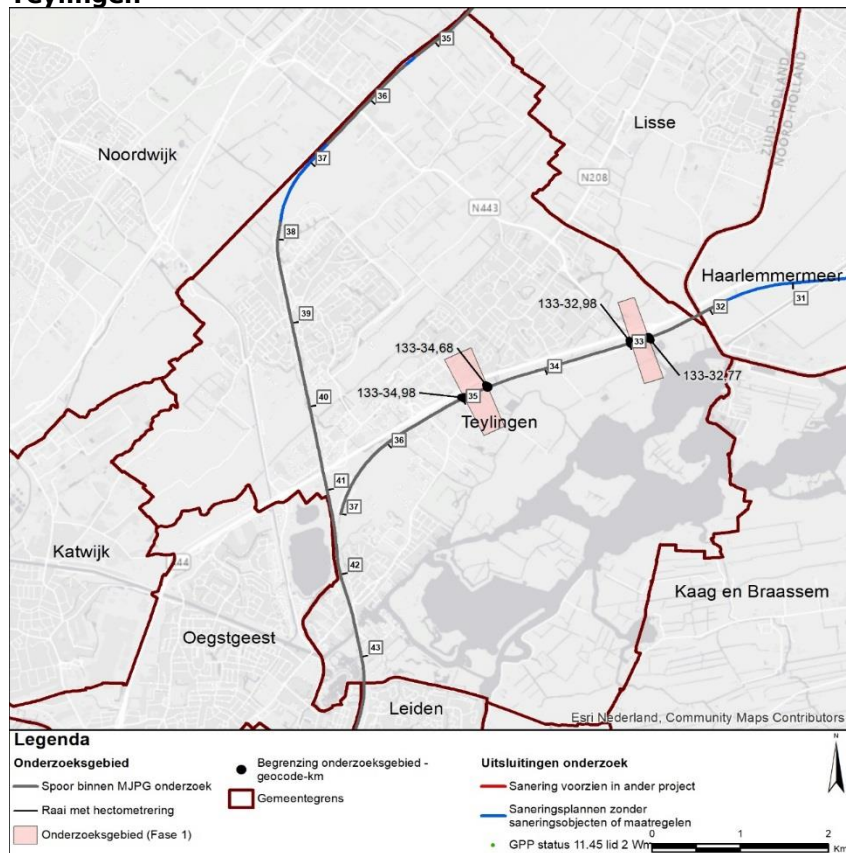 Teylingen
35
36
Lisse
ZUID-HOLLAND
NOORD-HOLLAND
Noordwijk
37
N208
N443
38
Haarlemmermeer
31
32
133-32,98
39
33
133-34,68
34
133-32,77
133-34,98
35
40
Teylingen
36
41
37
Katwijk
44
42
Kaag en Braassem
Oegstgeest
43
Leiden
Esri Nederland, Community Maps Contributors
Legenda
Onderzoeksgebied
Spoor binnen MJPG onderzoek
Raai met hectometrering
Onderzoeksgebied (Fase 1)
Begrenzing onderzoeksgebied -
geocode-km
Gemeentegrens
Uitsluitingen onderzoek
Sanering voorzien in ander project
Saneringsplannen zonder
saneringsobjecten of maatregelen
GPP status 11.45 lid 2 Wm
N
0 1 2
Km